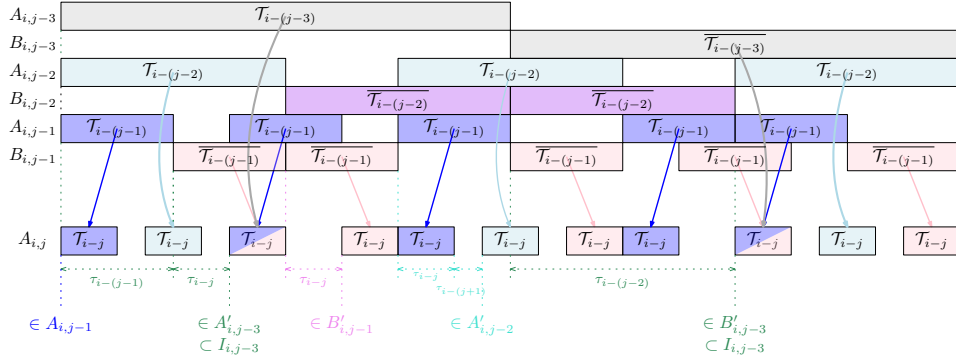 A_{i,j−3} 𝒯_{i−(j−3)}
B_{i,j−3} \overline{𝒯_{i−(j−3)}}
A_{i,j−2} 𝒯_{i−(j−2)} 𝒯_{i−(j−2)} 𝒯_{i−(j−2)}
B_{i,j−2} \overline{𝒯_{i−(j−2)}} \overline{𝒯_{i−(j−2)}}
A_{i,j−1} 𝒯_{i−(j−1)} 𝒯_{i−(j−1)} 𝒯_{i−(j−1)} 𝒯_{i−(j−1)} 𝒯_{i−(j−1)}
B_{i,j−1} \overline{𝒯_{i−(j−1)}} \overline{𝒯_{i−(j−1)}} \overline{𝒯_{i−(j−1)}} \overline{𝒯_{i−(j−1)}} \overline{𝒯_{i−(j−1)}}
A_{i,j} 𝒯_{i−j} 𝒯_{i−j} 𝒯_{i−j} 𝒯_{i−j} 𝒯_{i−j} 𝒯_{i−j} 𝒯_{i−j} 𝒯_{i−j} 𝒯_{i−j} 𝒯_{i−j} 𝒯_{i−j}
τ_{i−(j−1)} τ_{i−j} τ_{i−j} τ_{i−j} τ_{i−(j+1)} τ_{i−(j−2)}
∈ A_{i,j−1} ∈ A′_{i,j−3} ∈ B′_{i,j−1} ∈ A′_{i,j−2} ∈ B′_{i,j−3}
⊂ I_{i,j−3} ⊂ I_{i,j−3}